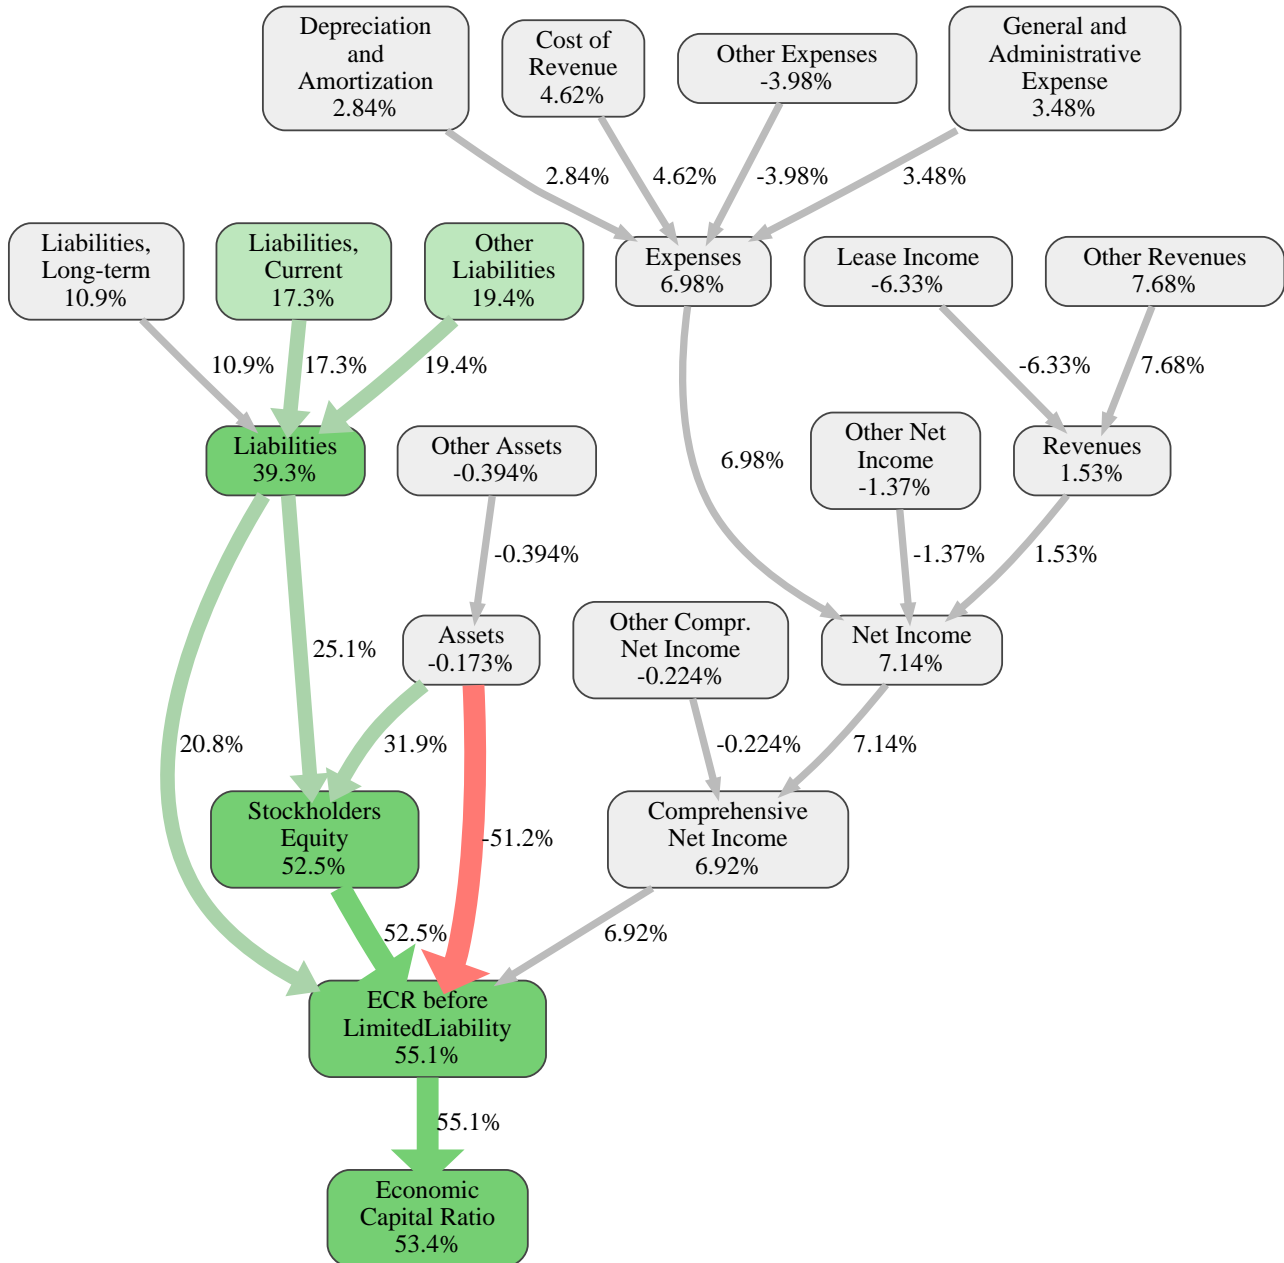 Depreciation
and
Amortization
2.84%
Cost of
Revenue
4.62%
Other Expenses
-3.98%
General and
Administrative
Expense
3.48%
2.84%
4.62%
-3.98%
3.48%
Liabilities,
Long-term
10.9%
Liabilities,
Current
17.3%
Other
Liabilities
19.4%
Expenses
6.98%
Lease Income
-6.33%
Other Revenues
7.68%
10.9%
17.3%
19.4%
-6.33%
7.68%
Liabilities
39.3%
Other Assets
-0.394%
6.98%
Other Net
Income
-1.37%
Revenues
1.53%
-0.394%
-1.37%
1.53%
25.1%
Assets
-0.173%
Other Compr.
Net Income
-0.224%
Net Income
7.14%
20.8%
31.9%
-0.224%
7.14%
Stockholders
Equity
52.5%
-51.2%
Comprehensive
Net Income
6.92%
52.5%
6.92%
ECR before
LimitedLiability
55.1%
55.1%
Economic
Capital Ratio
53.4%